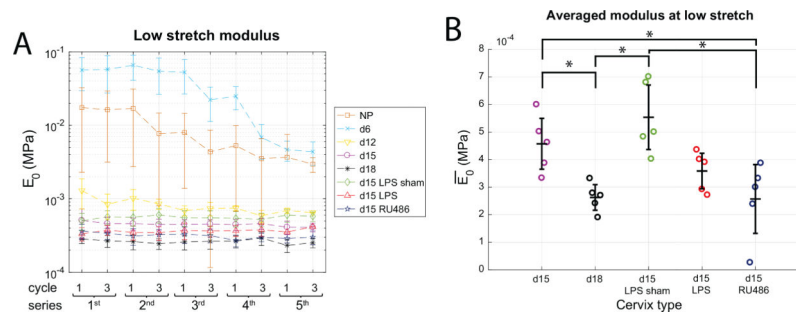 A
Low stretch modulus
10^-1
10^-2
10^-3
10^-4
E_0 (MPa)
cycle 1 3 1 3 1 3 1 3 1 3
series 1st 2nd 3rd 4th 5th
NP
d6
d12
d15
d18
d15 LPS sham
d15 LPS
d15 RU486
B
Averaged modulus at low stretch
8 10^-4
7
6
5
4
3
2
1
0
E_0 (MPa)
*
* * *
d15 d18 d15 d15 d15
LPS sham LPS RU486
Cervix type